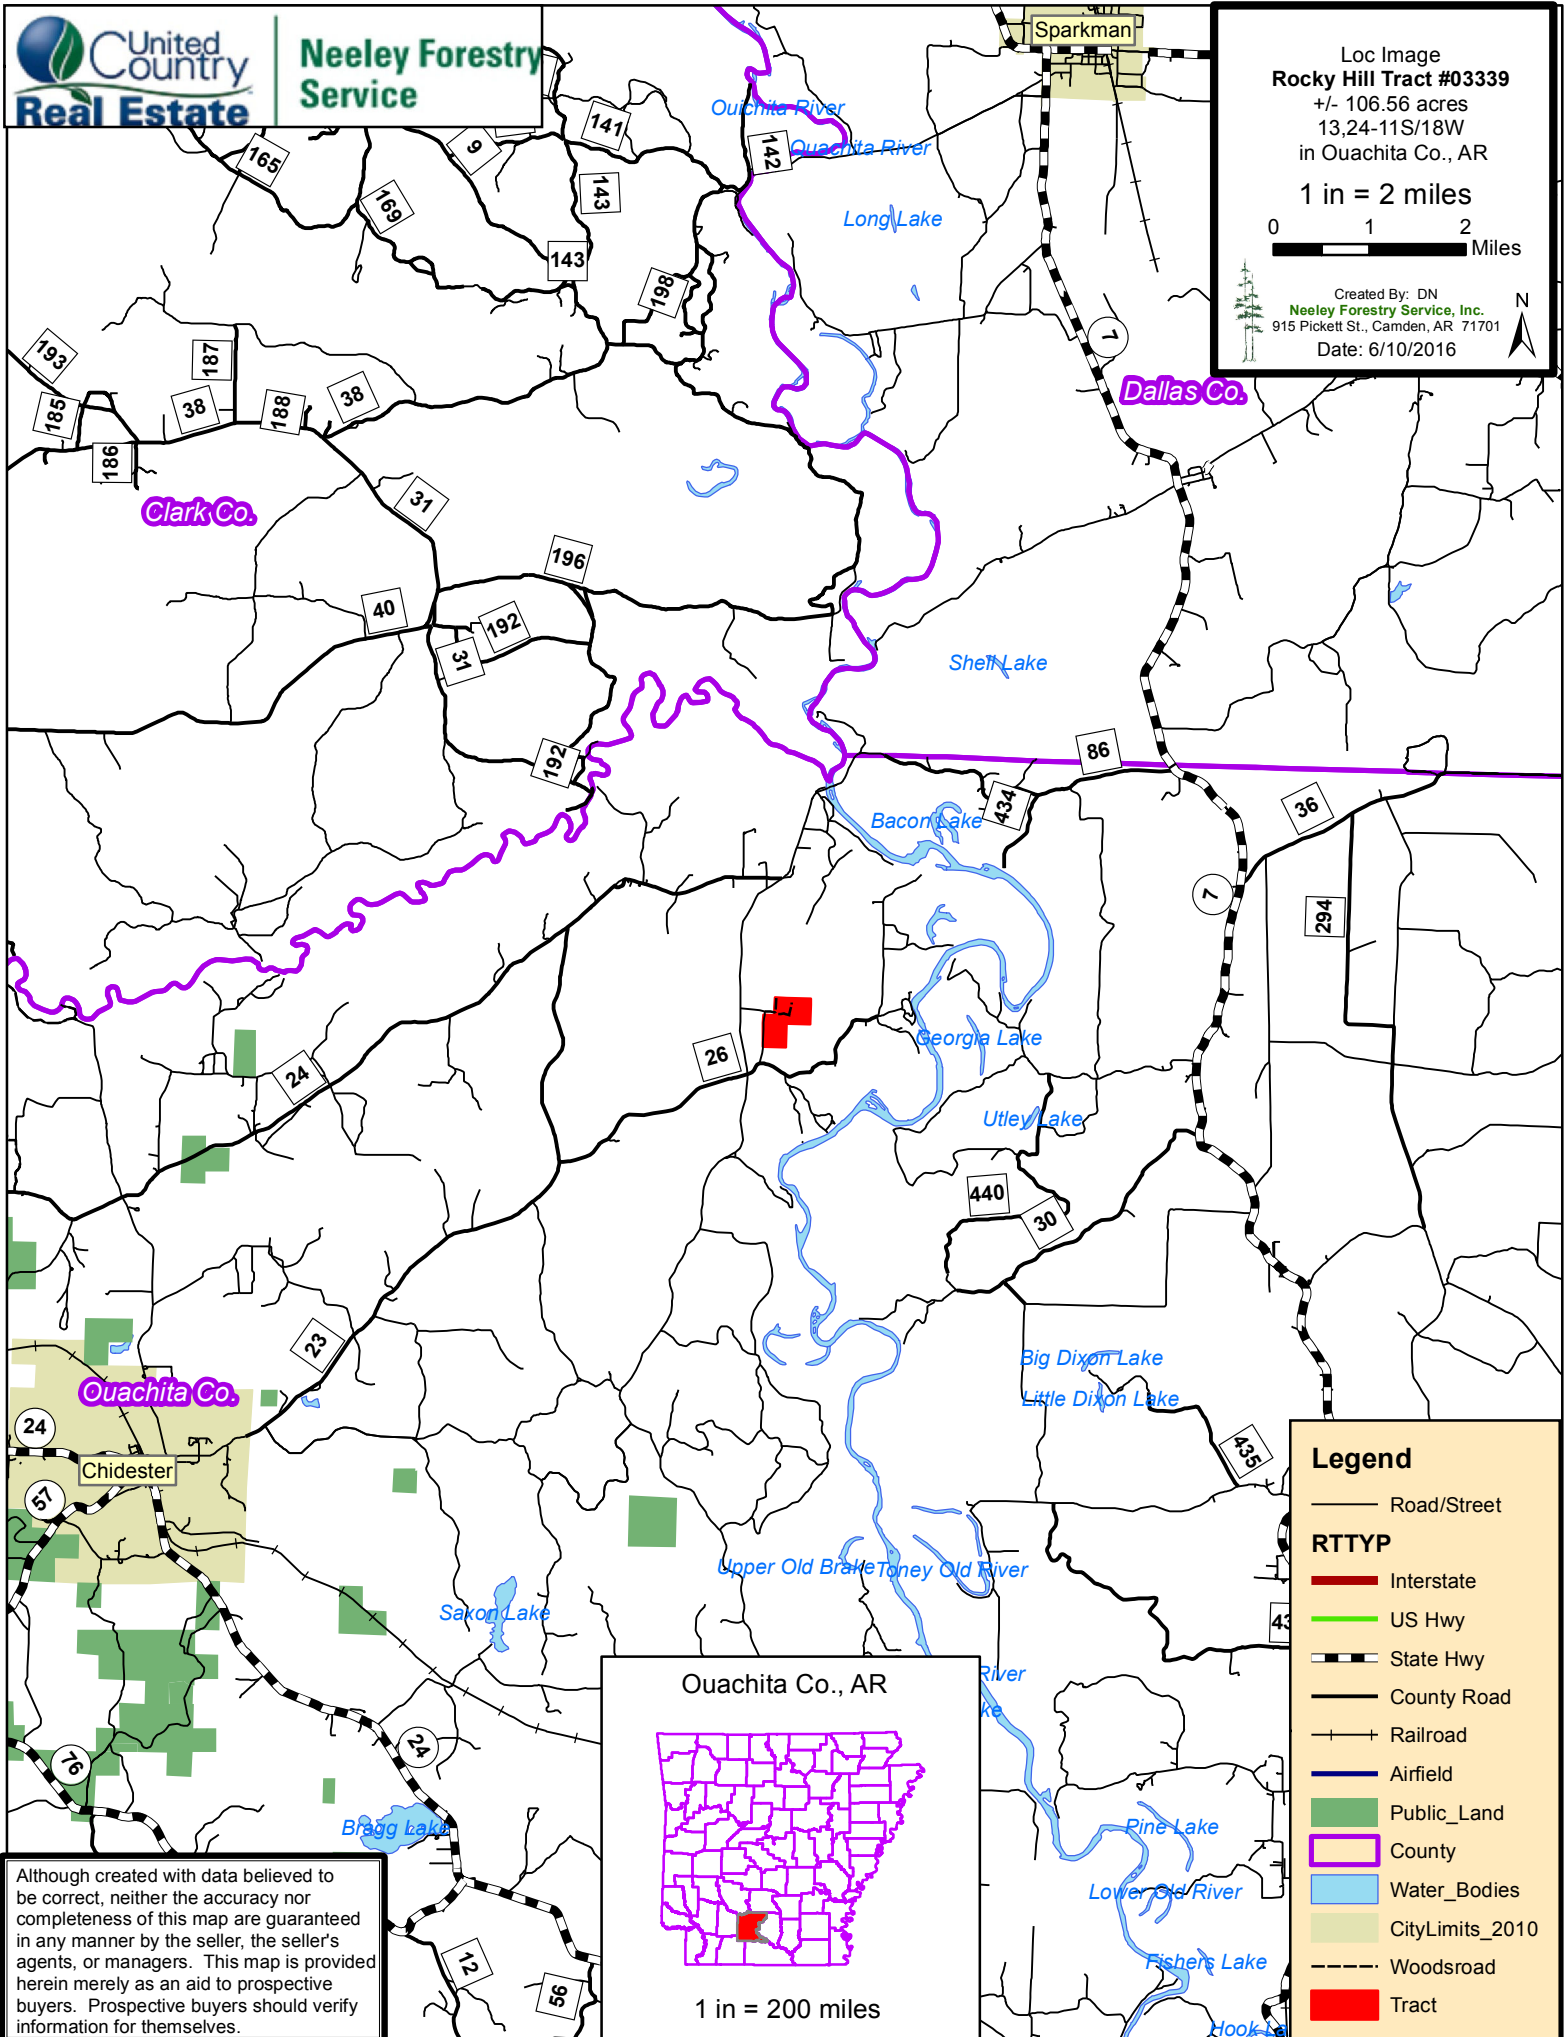 United
Country
Real Estate
Neeley Forestry
Service
Sparkman
Loc Image
Rocky Hill Tract #03339
+/- 106.56 acres
13,24-11S/18W
in Ouachita Co., AR
1 in = 2 miles
0 1 2
Miles
Created By: DN
Neeley Forestry Service, Inc.
915 Pickett St., Camden, AR 71701
Date: 6/10/2016
N
Ouichita River
Ouachita River
141
142
9
165
143
169
Long Lake
143
198
7
193
187
Dallas Co.
38
188
38
185
186
31
Clark Co.
196
40
192
31
Shell Lake
192
86
434
36
Bacon Lake
7
294
26
Georgia Lake
24
Utley Lake
440
30
23
Big Dixon Lake
Ouachita Co.
Little Dixon Lake
24
435
Chidester
57
Upper Old Brake
Toney Old River
Saxon Lake
43
River
ke
24
76
Bragg Lake
Pine Lake
Lower Old River
Fishers Lake
12
56
Hook La
Ouachita Co., AR
1 in = 200 miles
Legend
Road/Street
RTTYP
Interstate
US Hwy
State Hwy
County Road
Railroad
Airfield
Public_Land
County
Water_Bodies
CityLimits_2010
Woodsroad
Tract
Although created with data believed to
be correct, neither the accuracy nor
completeness of this map are guaranteed
in any manner by the seller, the seller's
agents, or managers. This map is provided
herein merely as an aid to prospective
buyers. Prospective buyers should verify
information for themselves.